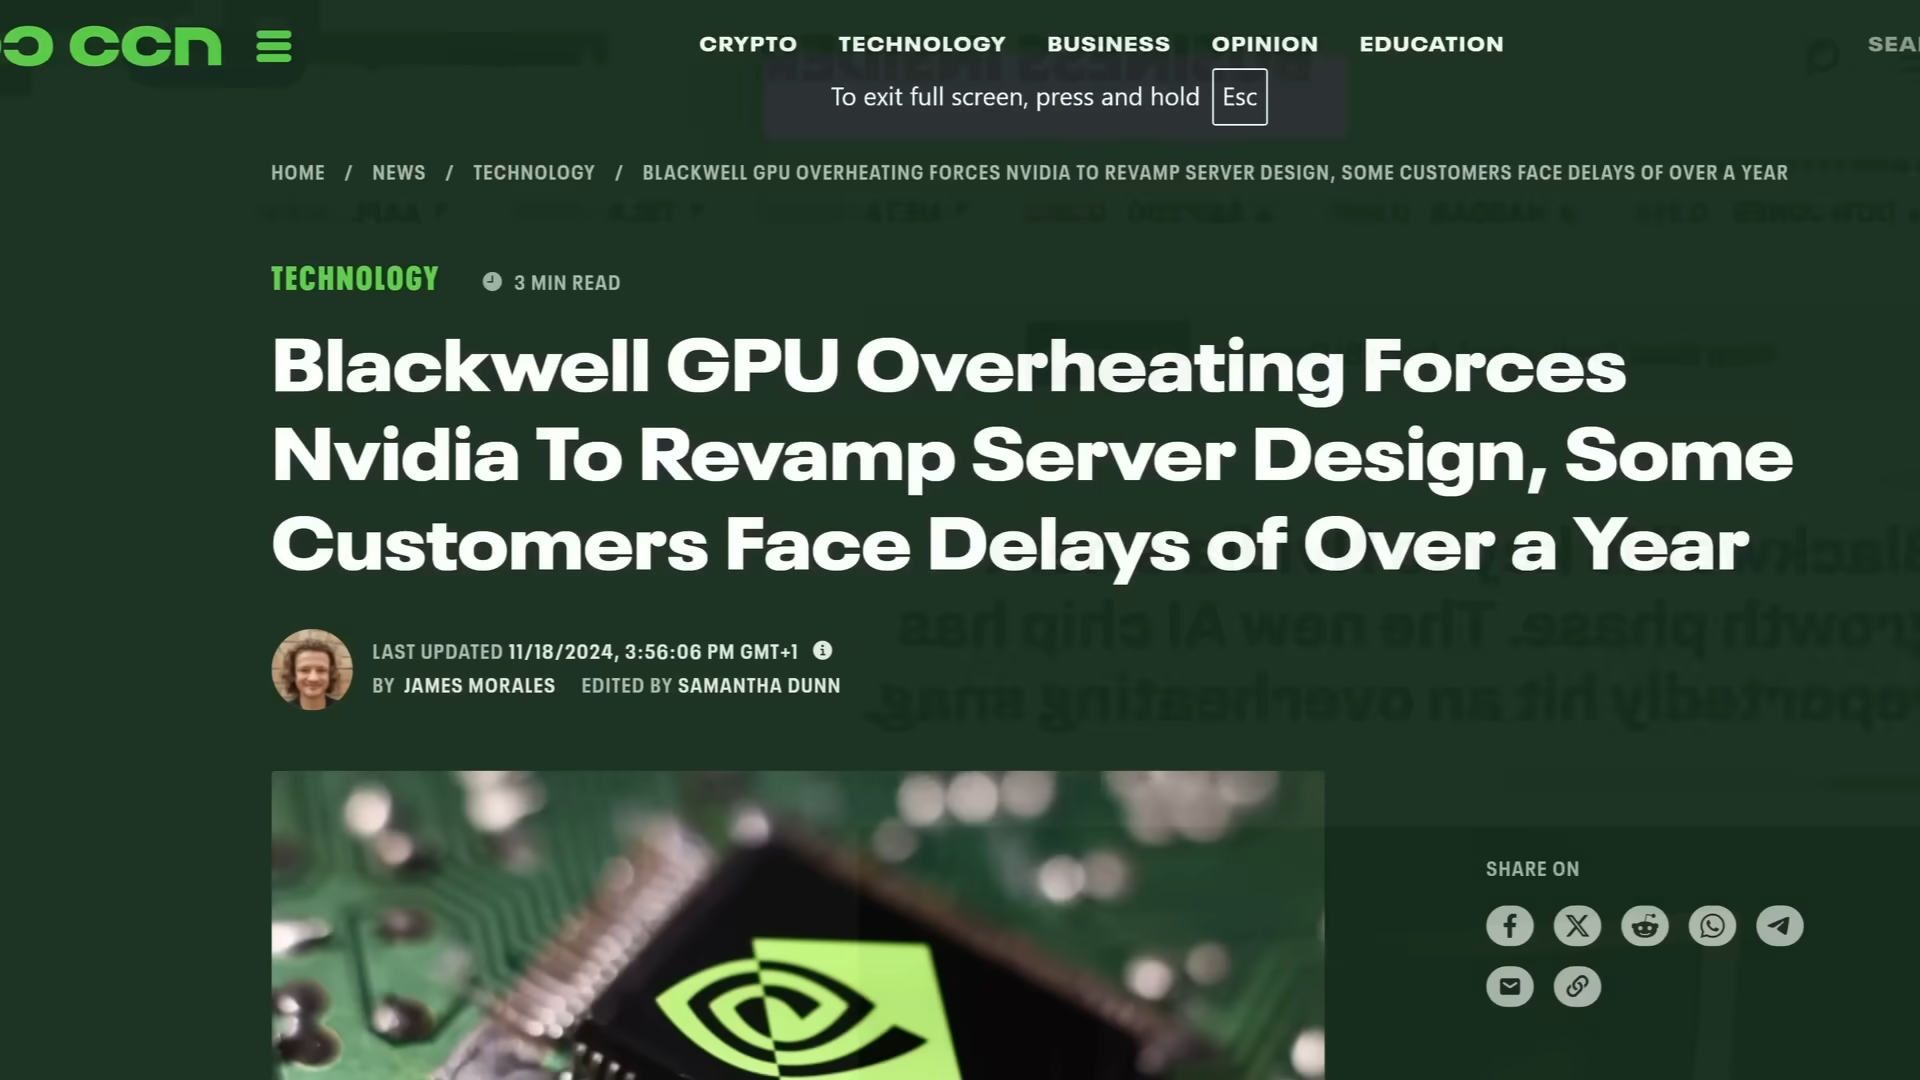 ccn
CRYPTO TECHNOLOGY BUSINESS OPINION EDUCATION
To exit full screen, press and hold Esc
HOME / NEWS / TECHNOLOGY / BLACKWELL GPU OVERHEATING FORCES NVIDIA TO REVAMP SERVER DESIGN, SOME CUSTOMERS FACE DELAYS OF OVER A YEAR
TECHNOLOGY 3 MIN READ
Blackwell GPU Overheating Forces
Nvidia To Revamp Server Design, Some
Customers Face Delays of Over a Year
LAST UPDATED 11/18/2024, 3:56:06 PM GMT+1
BY JAMES MORALES EDITED BY SAMANTHA DUNN
SHARE ON